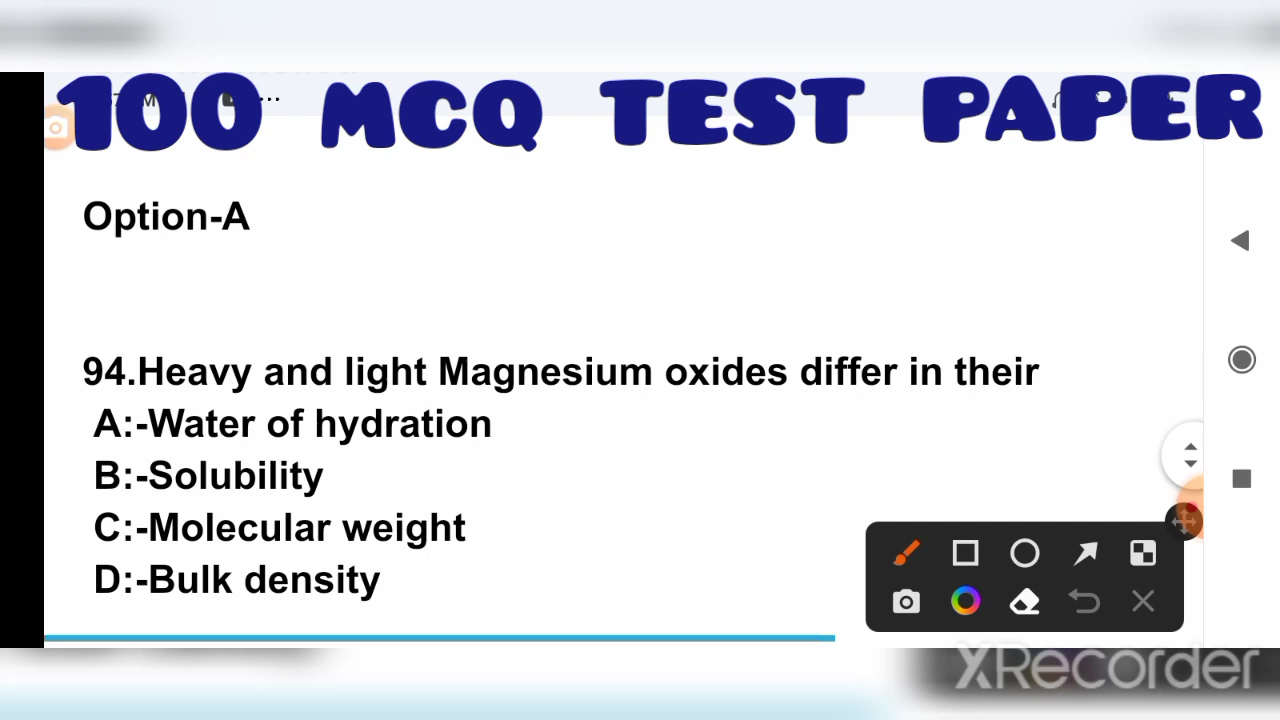 100 MCQ TEST PAPER
Option-A
94.Heavy and light Magnesium oxides differ in their
A:-Water of hydration
B:-Solubility
C:-Molecular weight
D:-Bulk density
XRecorder